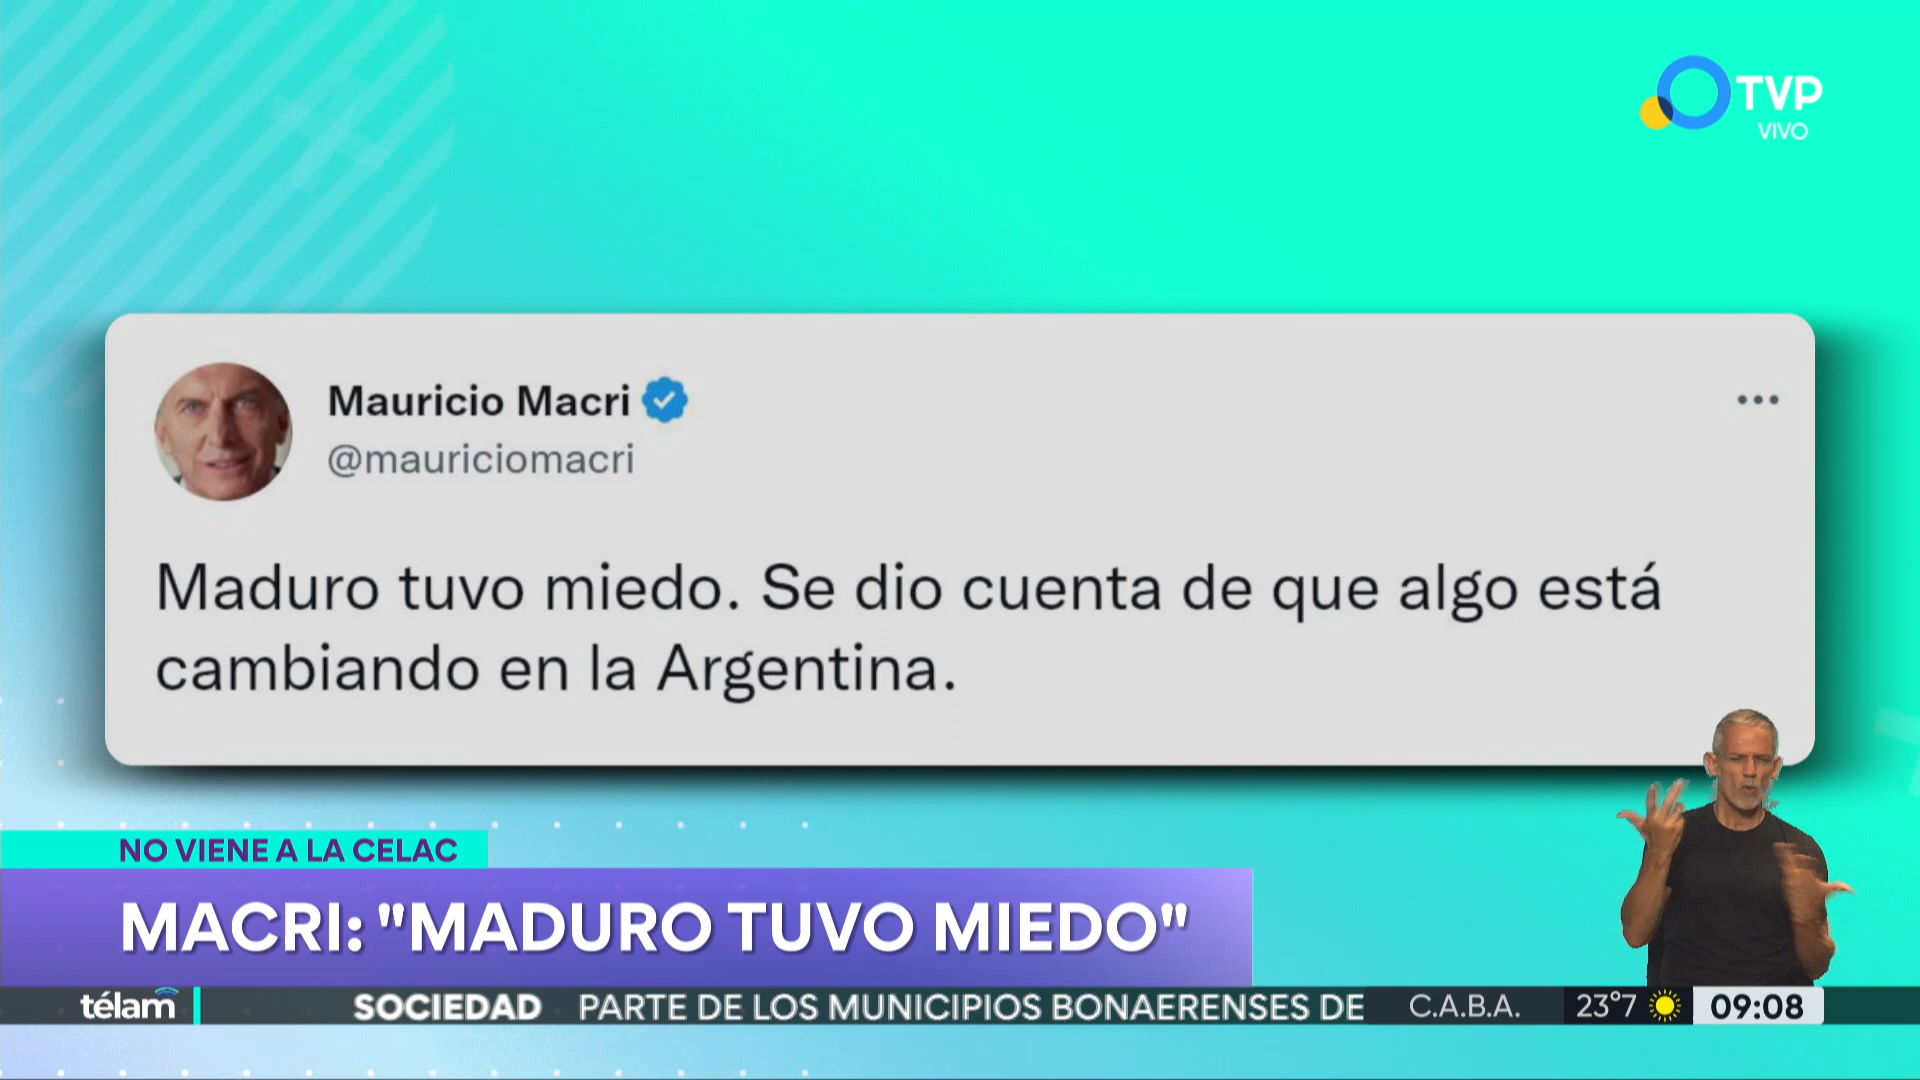 TVP
VIVO
Mauricio Macri
@mauriciomacri
Maduro tuvo miedo. Se dio cuenta de que algo está
cambiando en la Argentina.
NO VIENE A LA CELAC
MACRI: "MADURO TUVO MIEDO"
télam SOCIEDAD PARTE DE LOS MUNICIPIOS BONAERENSES DE C.A.B.A. 23°7 09:08